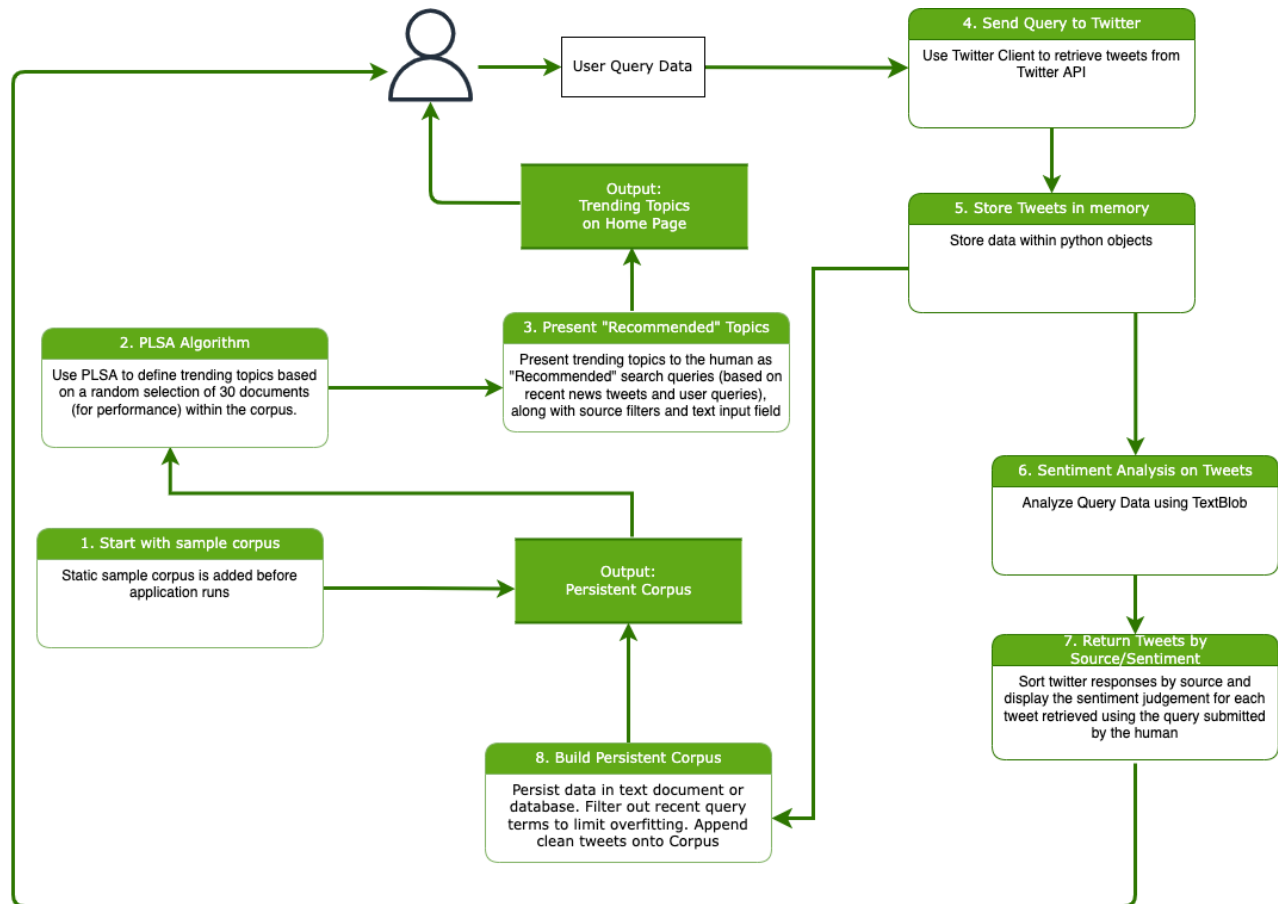 4. Send Query to Twitter
Use Twitter Client to retrieve tweets from
Twitter API
User Query Data
Output:
Trending Topics
on Home Page
5. Store Tweets in memory
Store data within python objects
3. Present "Recommended" Topics
Present trending topics to the human as
"Recommended" search queries (based on
recent news tweets and user queries),
along with source filters and text input field
2. PLSA Algorithm
Use PLSA to define trending topics based
on a random selection of 30 documents
(for performance) within the corpus.
6. Sentiment Analysis on Tweets
Analyze Query Data using TextBlob
1. Start with sample corpus
Static sample corpus is added before
application runs
Output:
Persistent Corpus
7. Return Tweets by
Source/Sentiment
Sort twitter responses by source and
display the sentiment judgement for each
tweet retrieved using the query submitted
by the human
8. Build Persistent Corpus
Persist data in text document or
database. Filter out recent query
terms to limit overfitting. Append
clean tweets onto Corpus